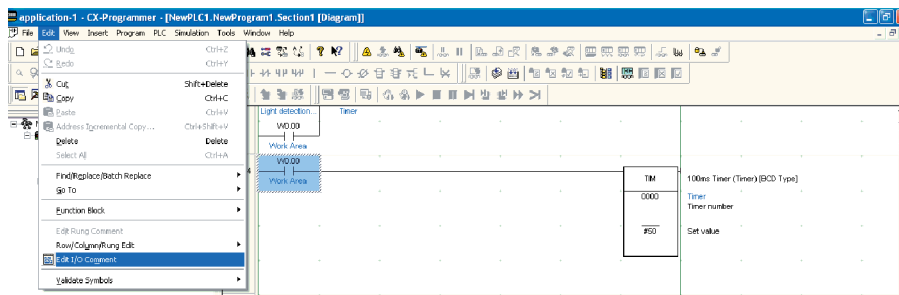 application-1 - CX-Programmer - [NewPLC1.NewProgram1.Section1 [Diagram]]
File Edit View Insert Program PLC Simulation Tools Window Help
Undo Ctrl+Z
Redo Ctrl+Y
Cut Shift+Delete
Copy Ctrl+C
Paste Ctrl+V
Address Incremental Copy... Ctrl+Shift+V
Delete Delete
Select All Ctrl+A
Find/Replace/Batch Replace
Go To
Function Block
Edit Rung Comment
Row/Column/Rung Edit
Edit I/O Comment
Validate Symbols
Light detection... Timer
W0.00
Work Area
W0.00
4
Work Area
TIM 100ms Timer (Timer) [BCD Type]
0000 Timer
Timer number
#50 Set value